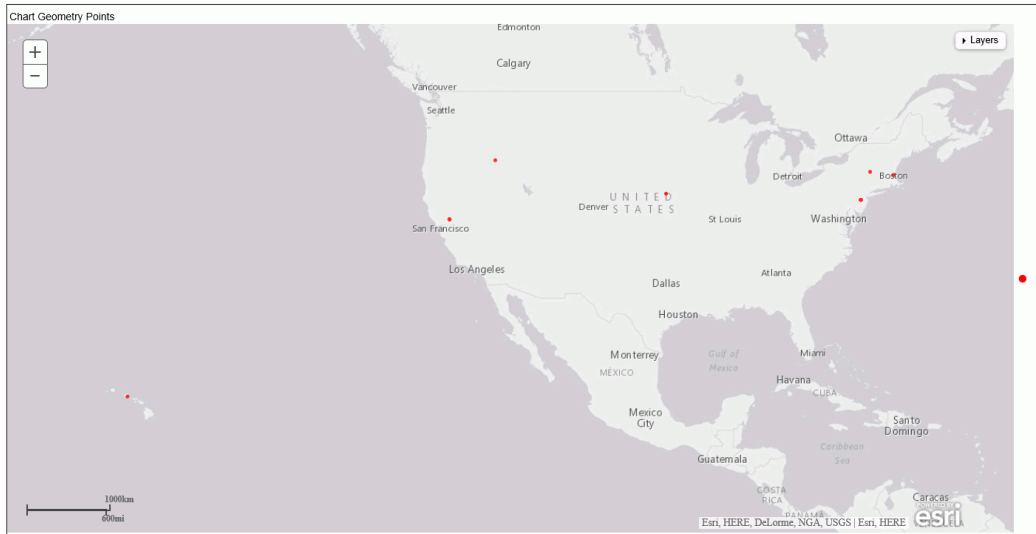 Chart Geometry Points
Edmonton
+
Layers
Calgary
−
Vancouver
Seattle
Ottawa
Detroit
Boston
UNITED
STATES
Denver
St Louis
Washington
San Francisco
Los Angeles
Atlanta
Dallas
Houston
Monterrey
Gulf of
Mexico
Miami
MÉXICO
Havana
CUBA
Mexico
City
Santo
Domingo
Caribbean
Sea
Guatemala
COSTA
RICA
Caracas
1000km
600mi
PANAMÁ
Esri, HERE, DeLorme, NGA, USGS | Esri, HERE
esri